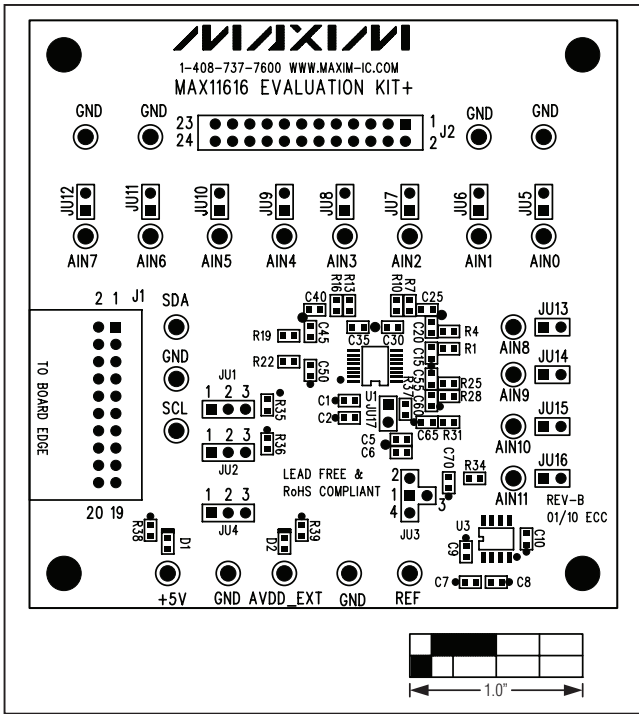 MAXIM
1-408-737-7600 WWW.MAXIM-IC.COM
MAX11616 EVALUATION KIT+
GND GND GND GND
23 1
24 2
J2
JU12 JU11 JU10 JU9 JU8 JU7 JU6 JU5
AIN7 AIN6 AIN5 AIN4 AIN3 AIN2 AIN1 AIN0
J1
2 1
TO BOARD EDGE
20 19
SDA
GND
SCL
R16 R13 R10 R7
C40 C25
R19 C45 C35 C30 C20 R4
R1
R22 C50 C15
C55 R25
R28
C1 U1 R37 C60
C2 JU17
C65 R31
C5
C6
JU1
1 2 3
R35
JU2
1 2 3
R36
JU4
1 2 3
LEAD FREE &
RoHS COMPLIANT
2
1 3
4
JU3
C70 R34
AIN8 JU13
AIN9 JU14
AIN10 JU15
AIN11 JU16
REV-B
01/10 ECC
U3
C9 C10
C7 C8
R38 D1 D2 R39
+5V GND AVDD_EXT GND REF
1.0"